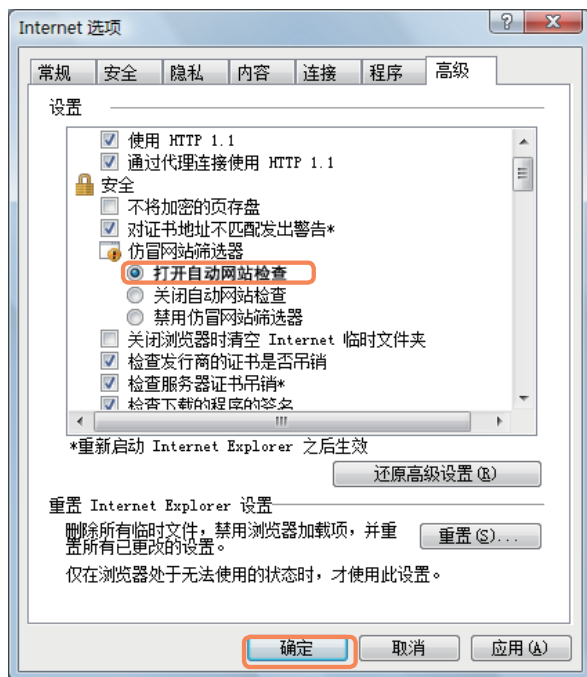 Internet 选项
常规 安全 隐私 内容 连接 程序 高级
设置
使用 HTTP 1.1
通过代理连接使用 HTTP 1.1
安全
不将加密的页存盘
对证书地址不匹配发出警告*
仿冒网站筛选器
打开自动网站检查
关闭自动网站检查
禁用仿冒网站筛选器
关闭浏览器时清空 Internet 临时文件夹
检查发行商的证书是否吊销
检查服务器证书吊销*
检查下载的程序的签名
*重新启动 Internet Explorer 之后生效
还原高级设置(R)
重置 Internet Explorer 设置
删除所有临时文件，禁用浏览器加载项，并重
置所有已更改的设置。
重置(S)...
仅在浏览器处于无法使用的状态时，才使用此设置。
确定 取消 应用(A)